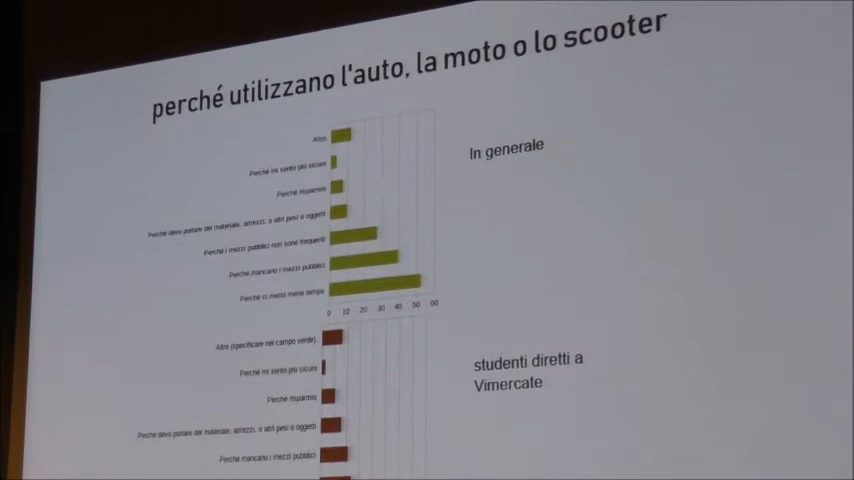 perché utilizzano l'auto, la moto o lo scooter
Altro
Perché mi sento più sicuro
Perché risparmio
Perché devo portare del materiale, attrezzi, o altri pesi o oggetti
Perché i mezzi pubblici non sono frequenti
Perché mancano i mezzi pubblici
Perché ci metto meno tempo
0 10 20 30 40 50 60
In generale
Altro (specificare nel campo verde).
Perché mi sento più sicuro
Perché risparmio
Perché devo portare del materiale, attrezzi, o altri pesi o oggetti
Perché mancano i mezzi pubblici
studenti diretti a
Vimercate